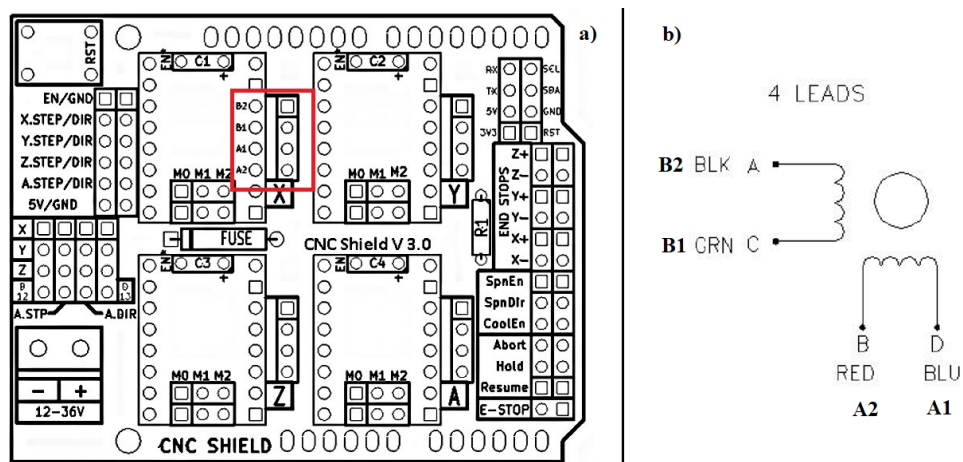 a)
RST
EN* C1 +
EN* C2 +
EN/GND
X.STEP/DIR
Y.STEP/DIR
Z.STEP/DIR
A.STEP/DIR
5V/GND
B2
B1
A1
A2
M0 M1 M2
X
M0 M1 M2
Y
RX SCL
TX SDA
5V GND
3V3 RST
Z+
Z-
Y+
Y-
X+
X-
END STOPS
R1
FUSE
CNC Shield V 3.0
X
Y
Z
D 12
D 13
A.STP
A.DIR
EN* C3 +
EN* C4 +
SpnEn
SpnDir
CoolEn
Abort
Hold
Resume
E-STOP
- +
12-36V
M0 M1 M2
Z
M0 M1 M2
A
CNC SHIELD
b)
4 LEADS
B2 BLK A
B1 GRN C
B D
RED BLU
A2 A1